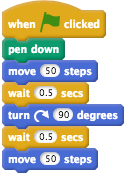 when clicked
pen down
move 50 steps
wait 0.5 secs
turn 90 degrees
wait 0.5 secs
move 50 steps